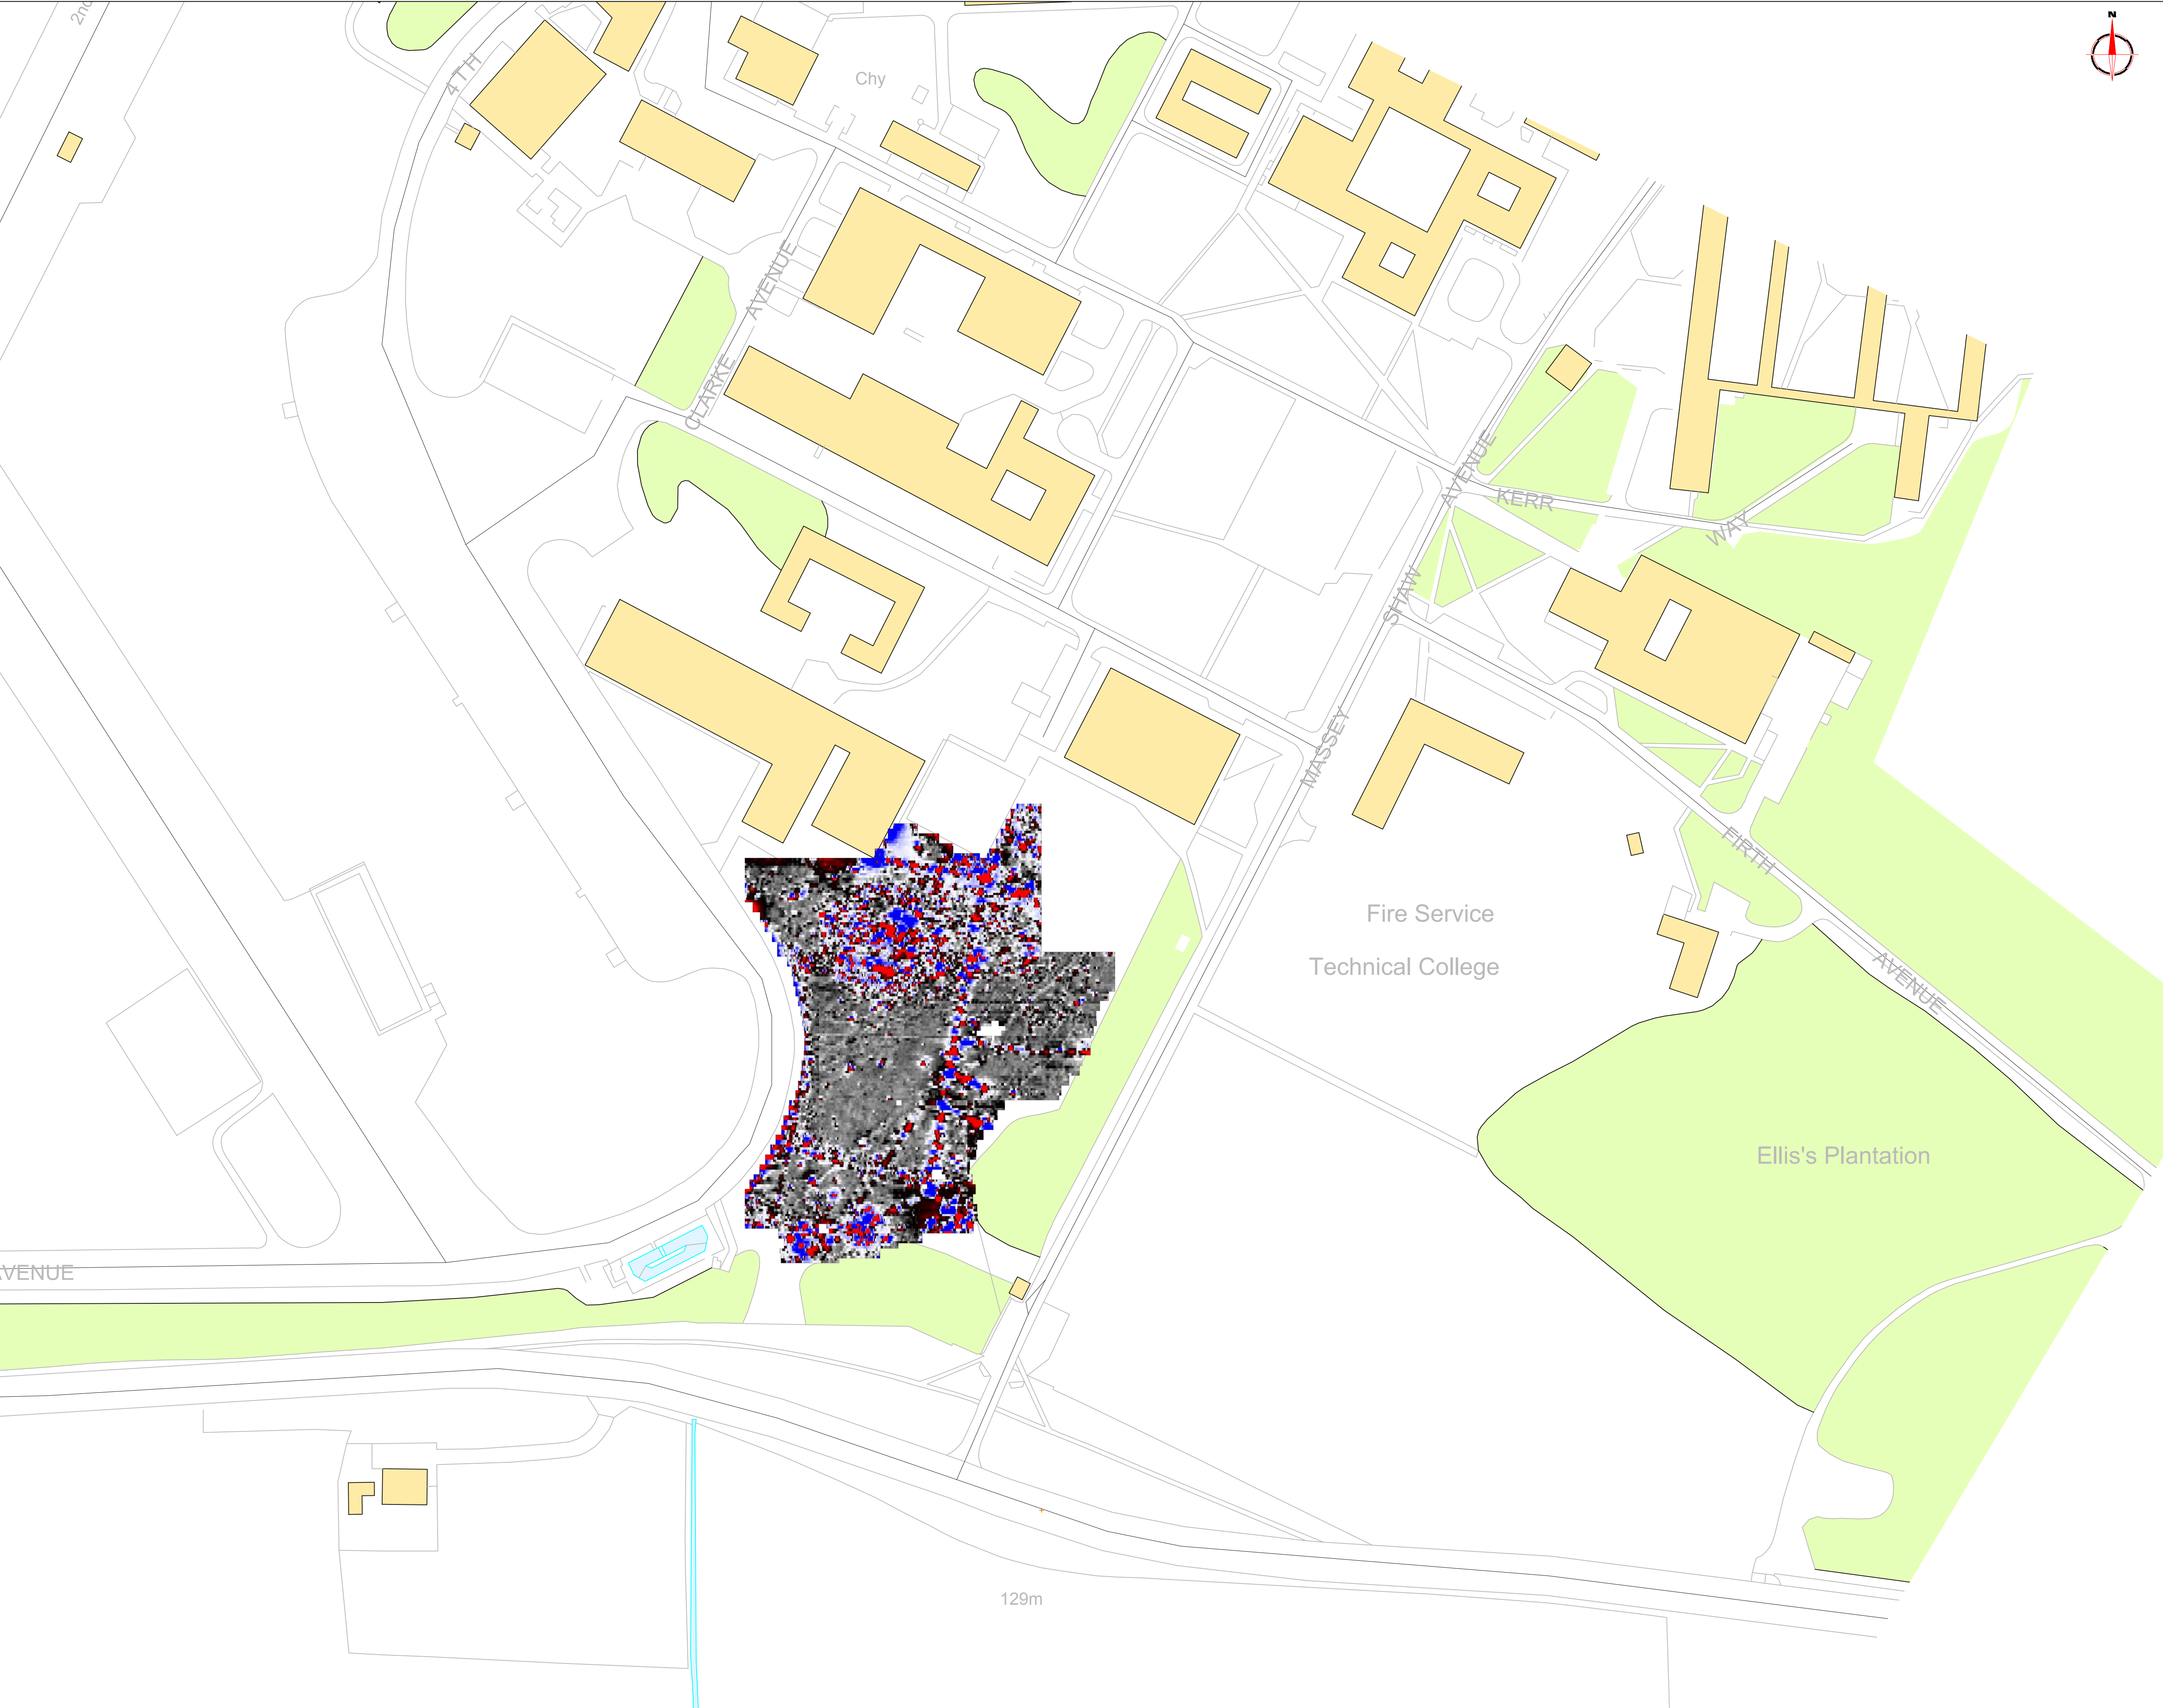 N
2nd
4TH
Chy
CLARKE AVENUE
MASSEY SHAW AVENUE
KERR WAY
Fire Service
Technical College
FIRTH AVENUE
Ellis's Plantation
AVENUE
129m